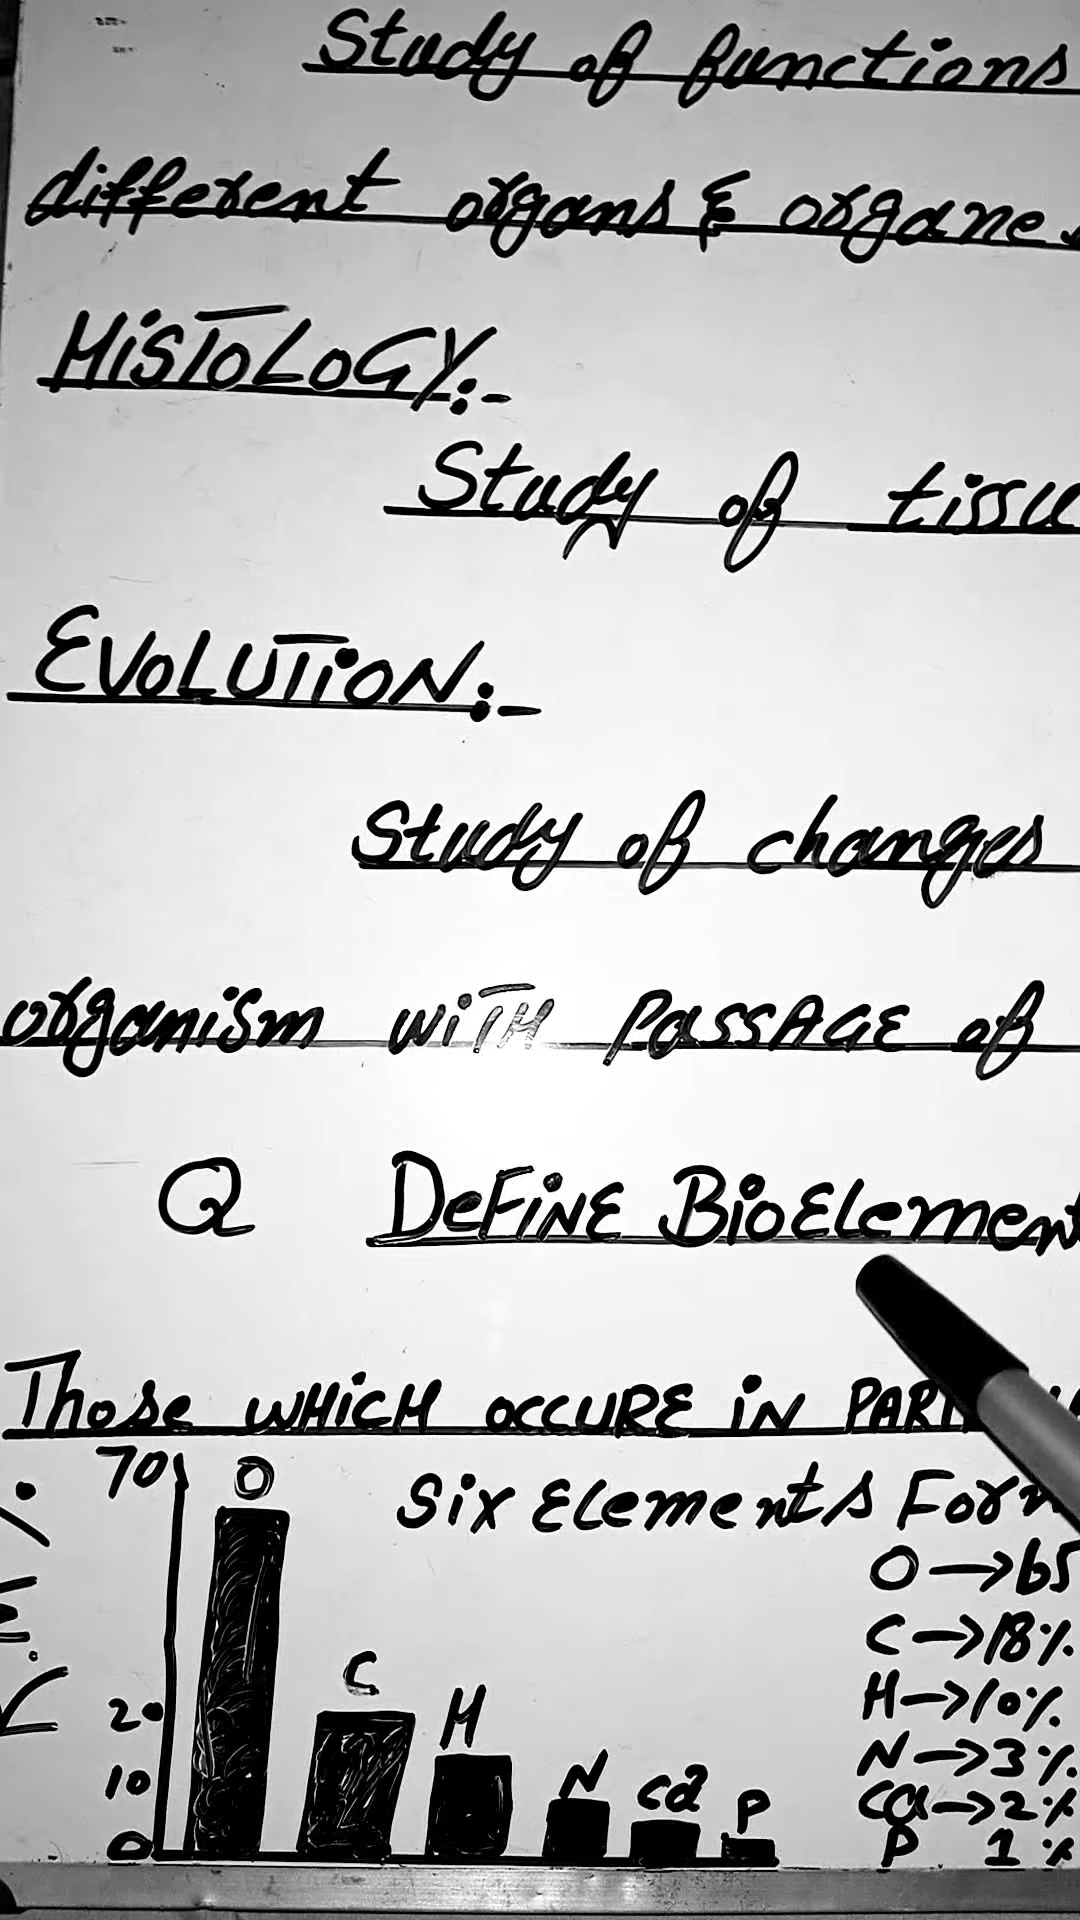 Study of functions
different organs & organe
HISTOLOGY:-
Study of tissu
EVOLUTION:-
Study of changes
organism WITH PASSAGE of
Q DEFINE BioElement
Those WHICH OCCURE IN PAR
70 O Six Elements For
O → 65
C → 18%
C H → 10%
20 H N → 3%
10 N Ca Ca → 2%
0 P P 1%